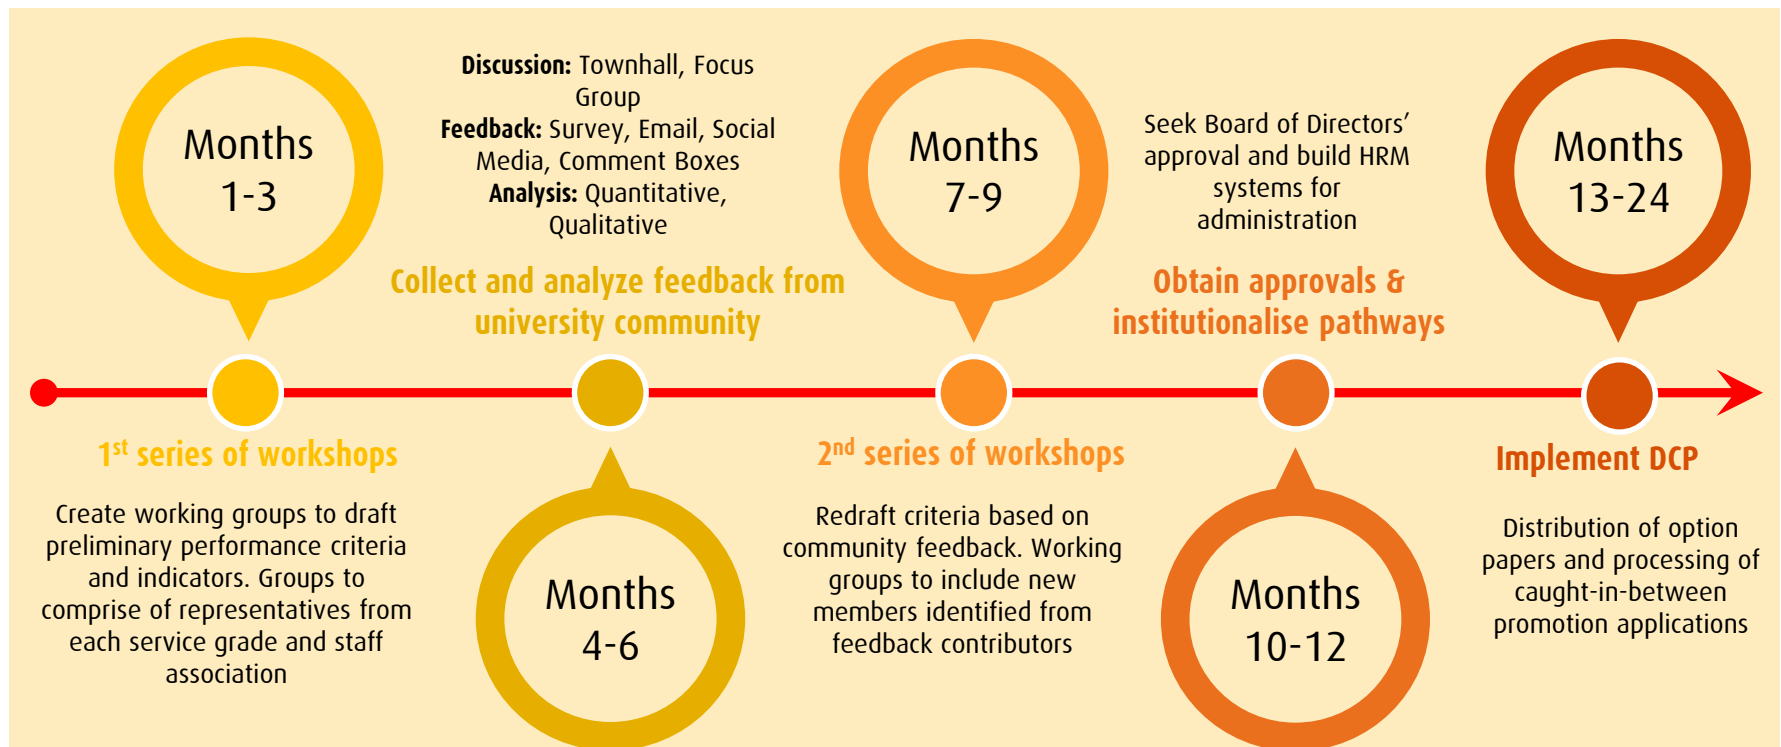 Months
1-3
1st series of workshops
Create working groups to draft
preliminary performance criteria
and indicators. Groups to
comprise of representatives from
each service grade and staff
association
Discussion: Townhall, Focus
Group
Feedback: Survey, Email, Social
Media, Comment Boxes
Analysis: Quantitative,
Qualitative
Collect and analyze feedback from
university community
Months
4-6
Months
7-9
2nd series of workshops
Redraft criteria based on
community feedback. Working
groups to include new
members identified from
feedback contributors
Seek Board of Directors’
approval and build HRM
systems for
administration
Obtain approvals &
institutionalise pathways
Months
10-12
Months
13-24
Implement DCP
Distribution of option
papers and processing of
caught-in-between
promotion applications